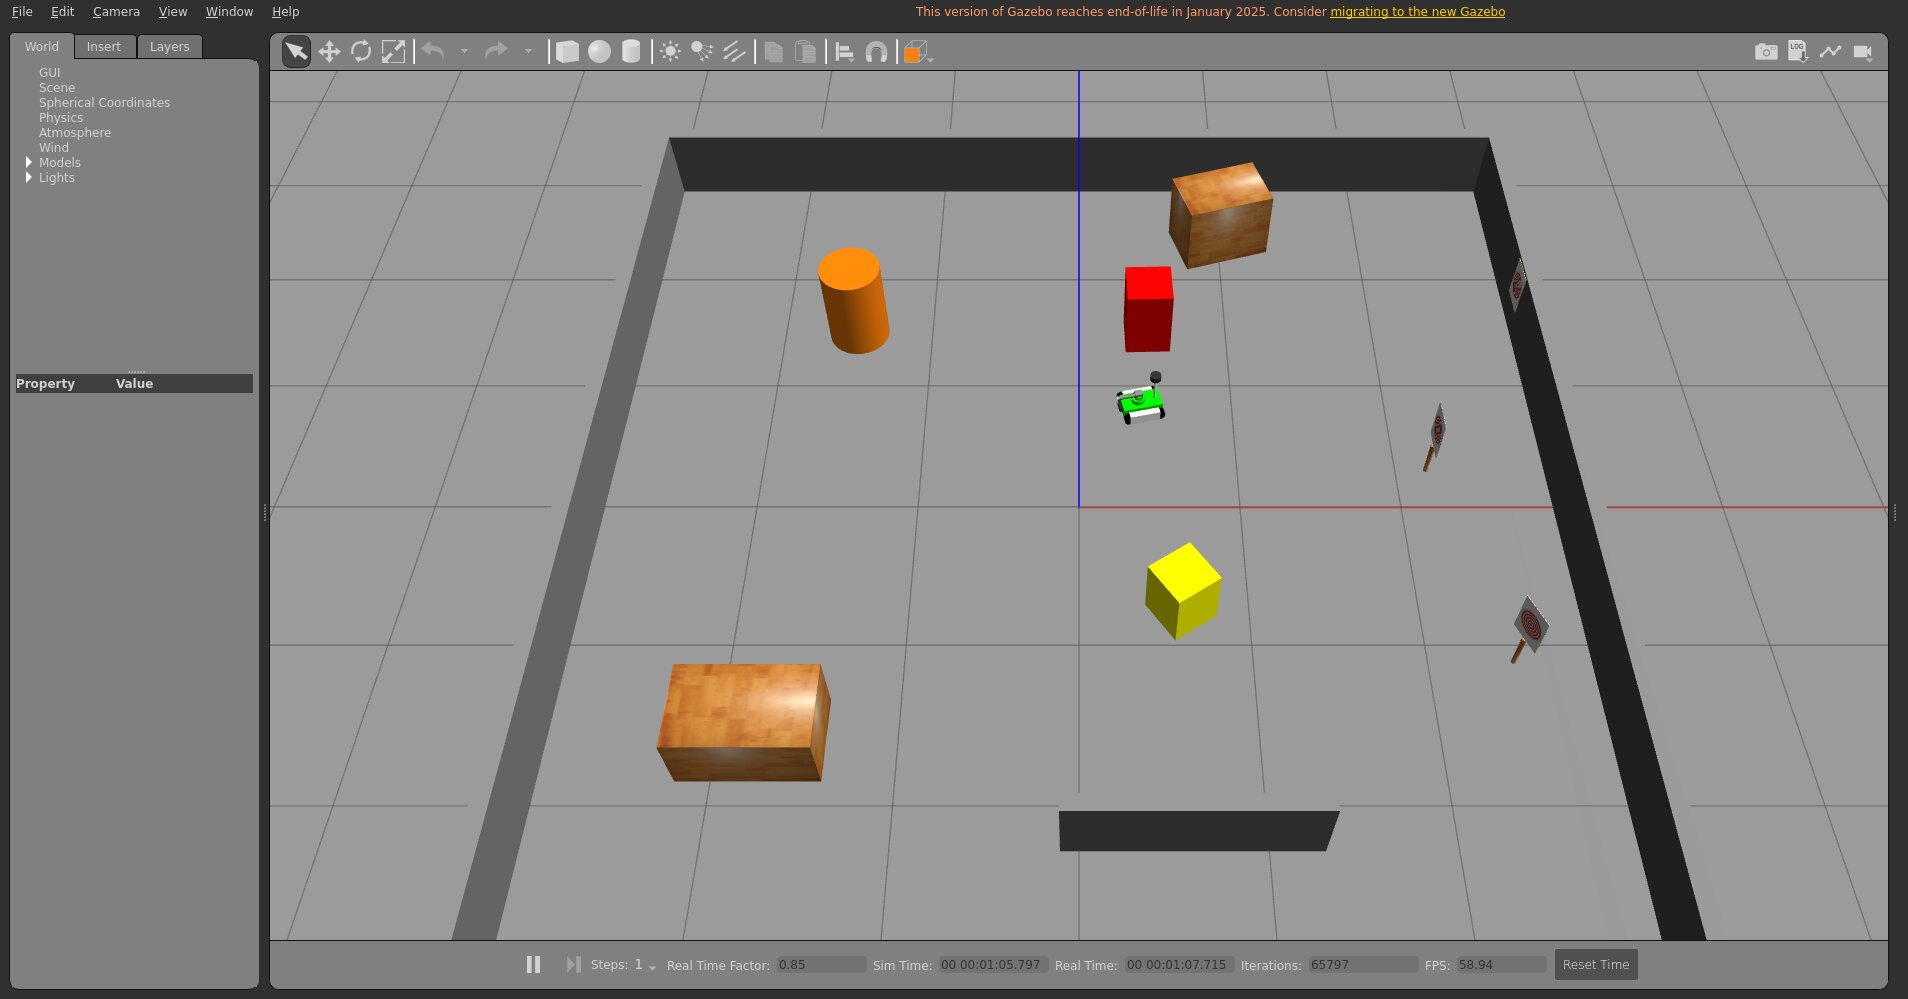 File Edit Camera View Window Help
This version of Gazebo reaches end-of-life in January 2025. Consider migrating to the new Gazebo
World Insert Layers
LOG
GUI
Scene
Spherical Coordinates
Physics
Atmosphere
Wind
Models
Lights
Property Value
Steps: 1 Real Time Factor: 0.85 Sim Time: 00 00:01:05.797 Real Time: 00 00:01:07.715 Iterations: 65797 FPS: 58.94 Reset Time